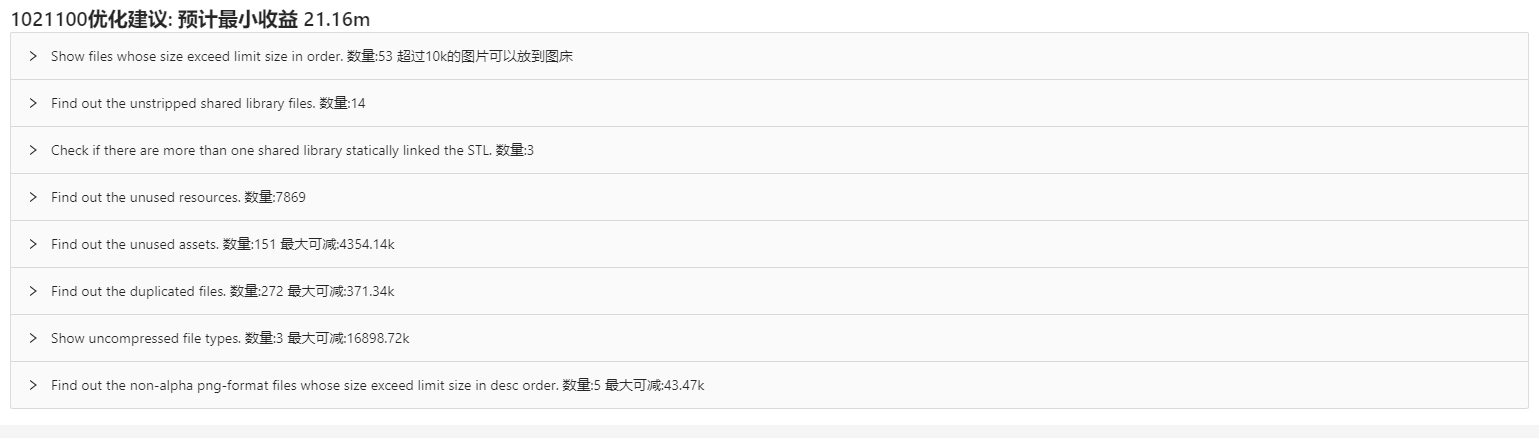 1021100优化建议: 预计最小收益 21.16m
Show files whose size exceed limit size in order. 数量:53 超过10k的图片可以放到图床
Find out the unstripped shared library files. 数量:14
Check if there are more than one shared library statically linked the STL. 数量:3
Find out the unused resources. 数量:7869
Find out the unused assets. 数量:151 最大可减:4354.14k
Find out the duplicated files. 数量:272 最大可减:371.34k
Show uncompressed file types. 数量:3 最大可减:16898.72k
Find out the non-alpha png-format files whose size exceed limit size in desc order. 数量:5 最大可减:43.47k